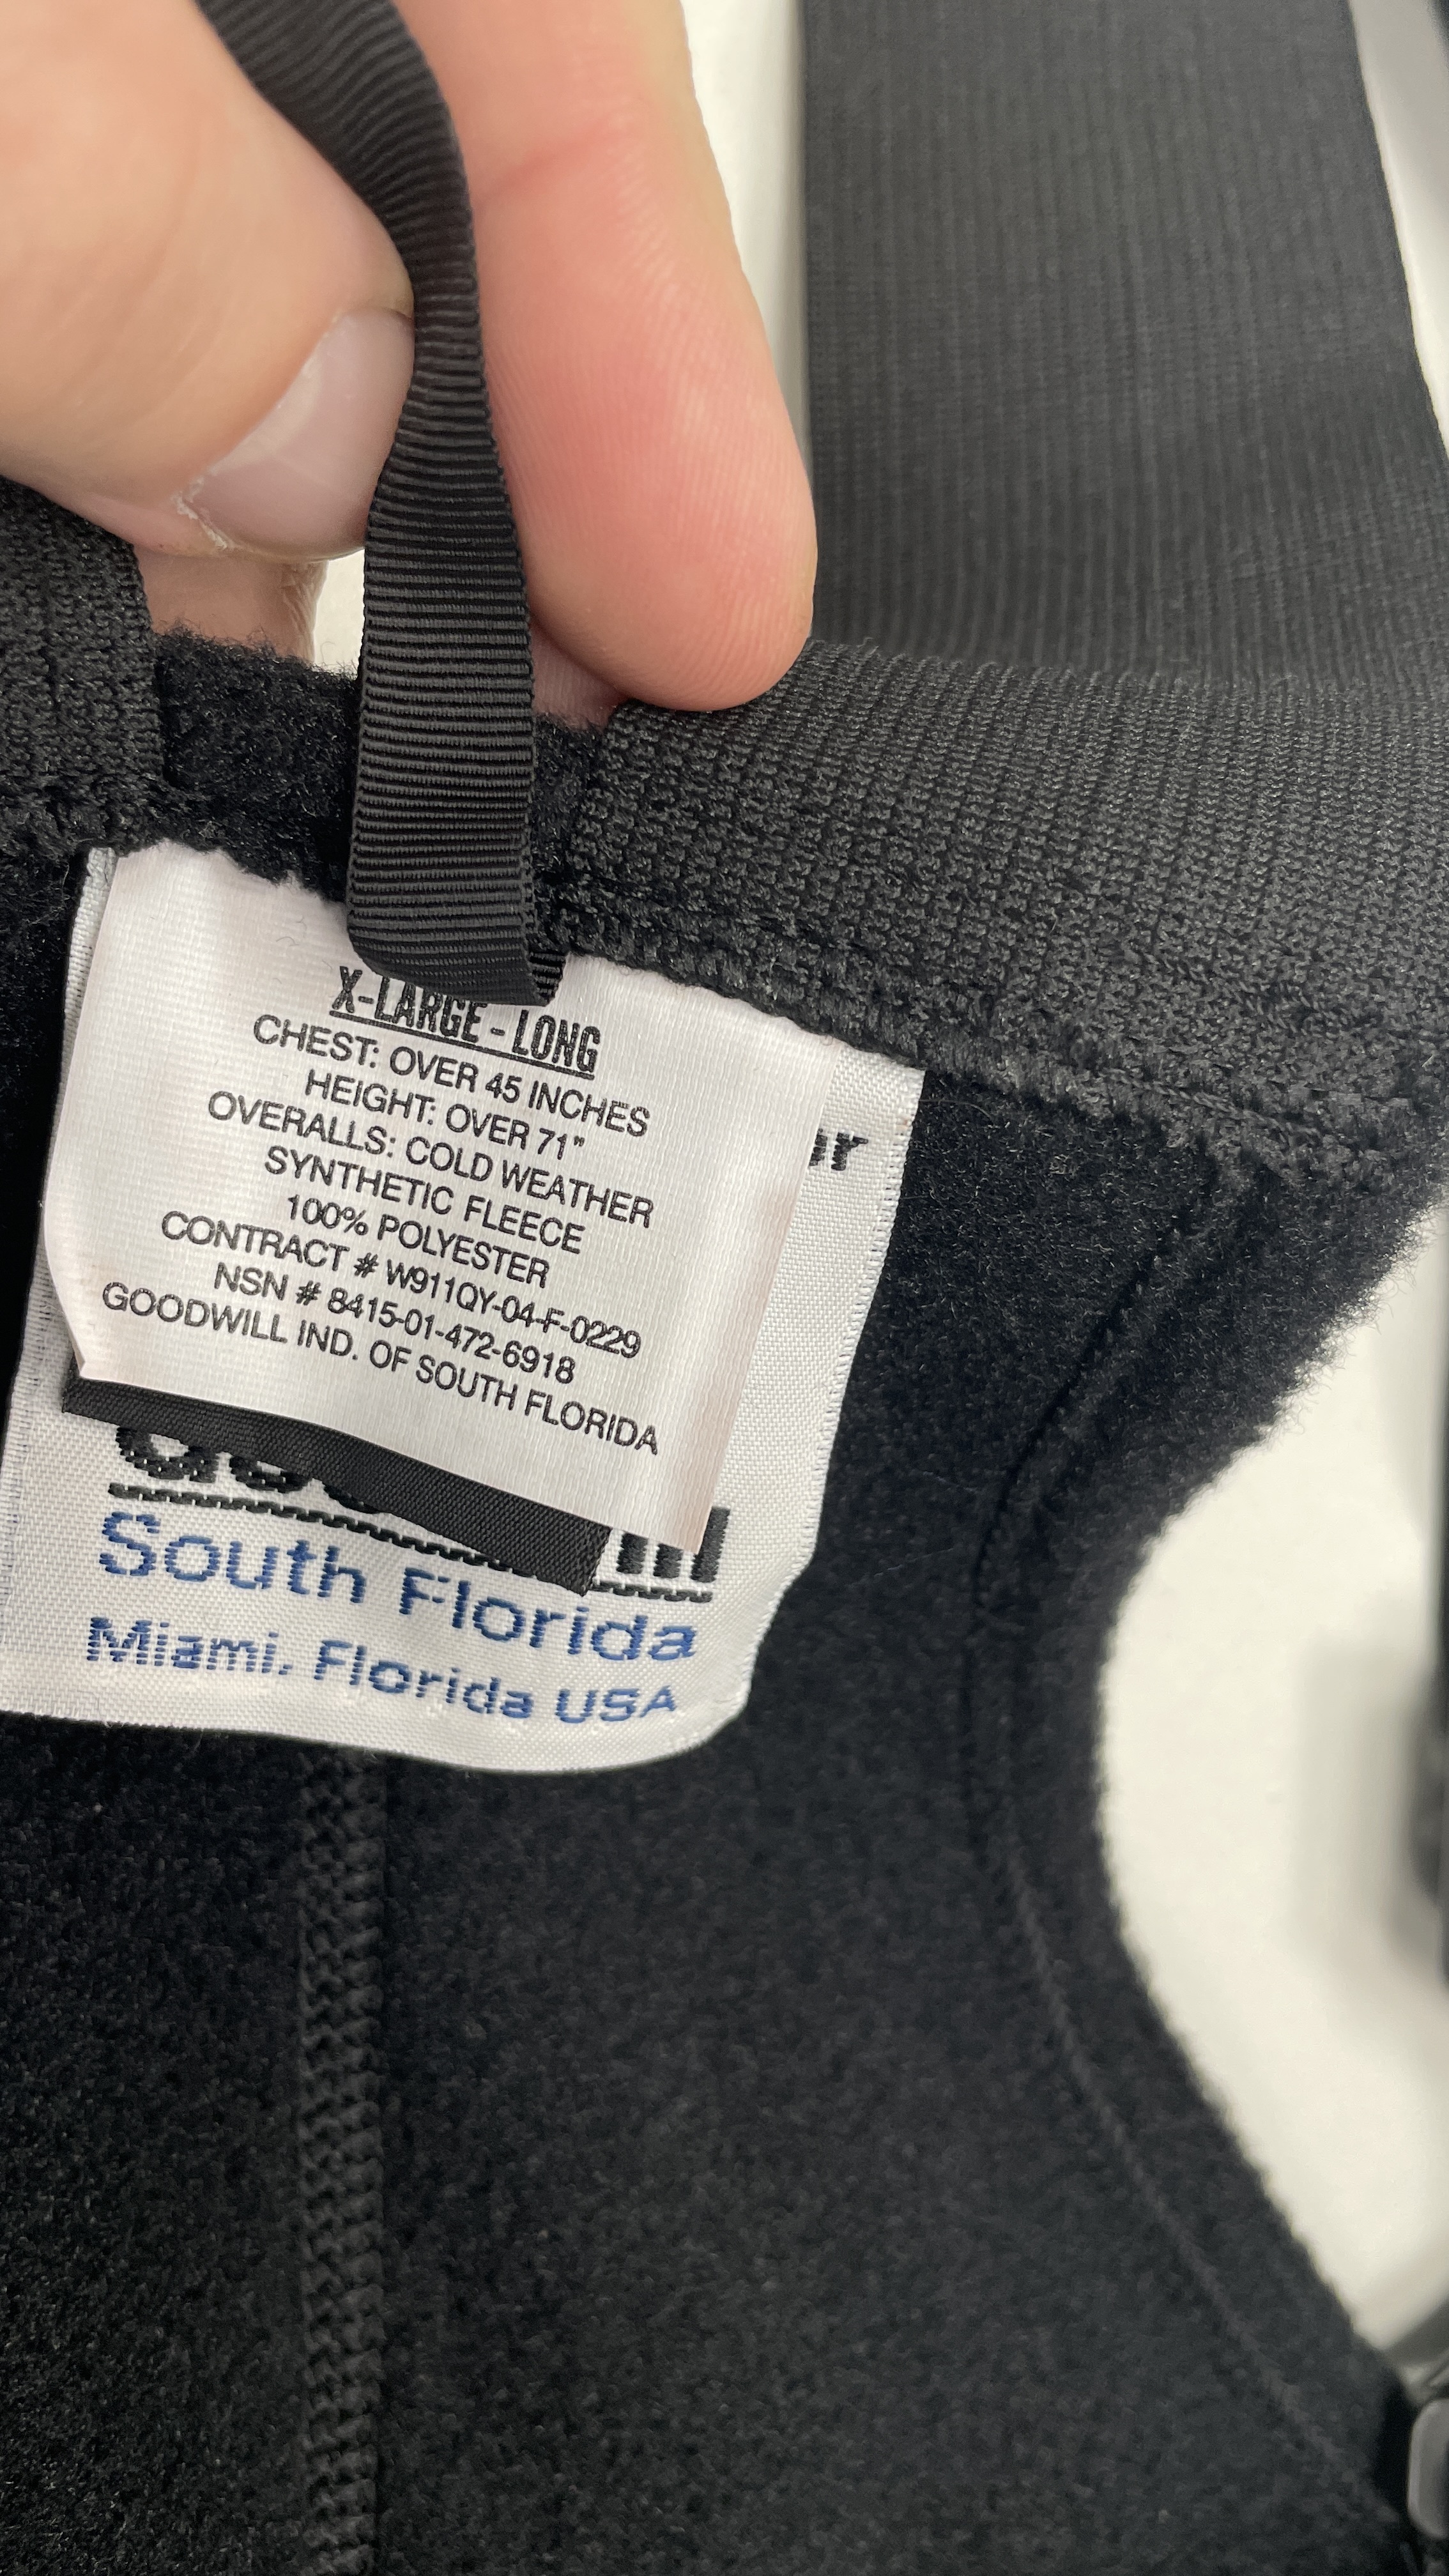 X-LARGE - LONG
CHEST: OVER 45 INCHES
HEIGHT: OVER 71"
OVERALLS: COLD WEATHER
SYNTHETIC FLEECE
100% POLYESTER
CONTRACT # W911QY-04-F-0229
NSN # 8415-01-472-6918
GOODWILL IND. OF SOUTH FLORIDA
South Florida
Miami, Florida USA